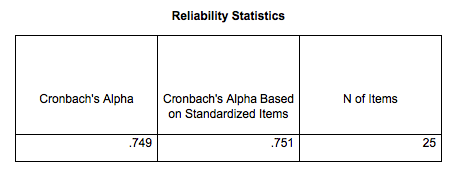 Reliability Statistics
Cronbach's Alpha
Cronbach's Alpha Based
on Standardized Items
N of Items
.749
.751
25